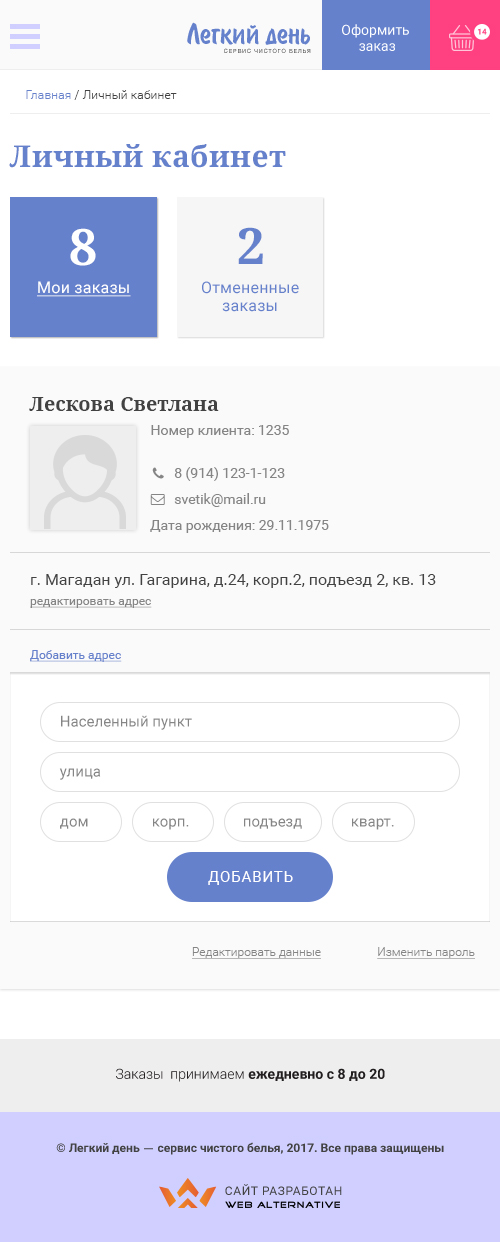 Легкий день
СЕРВИС ЧИСТОГО БЕЛЬЯ
Оформить
заказ
14
Главная / Личный кабинет
Личный кабинет
8
Мои заказы
2
Отмененные
заказы
Лескова Светлана
Номер клиента: 1235
8 (914) 123-1-123
svetik@mail.ru
Дата рождения: 29.11.1975
г. Магадан ул. Гагарина, д.24, корп.2, подъезд 2, кв. 13
редактировать адрес
Добавить адрес
Населенный пункт
улица
дом корп. подъезд кварт.
ДОБАВИТЬ
Редактировать данные Изменить пароль
Заказы принимаем ежедневно с 8 до 20
© Легкий день — сервис чистого белья, 2017. Все права защищены
САЙТ РАЗРАБОТАН
WEB ALTERNATIVE